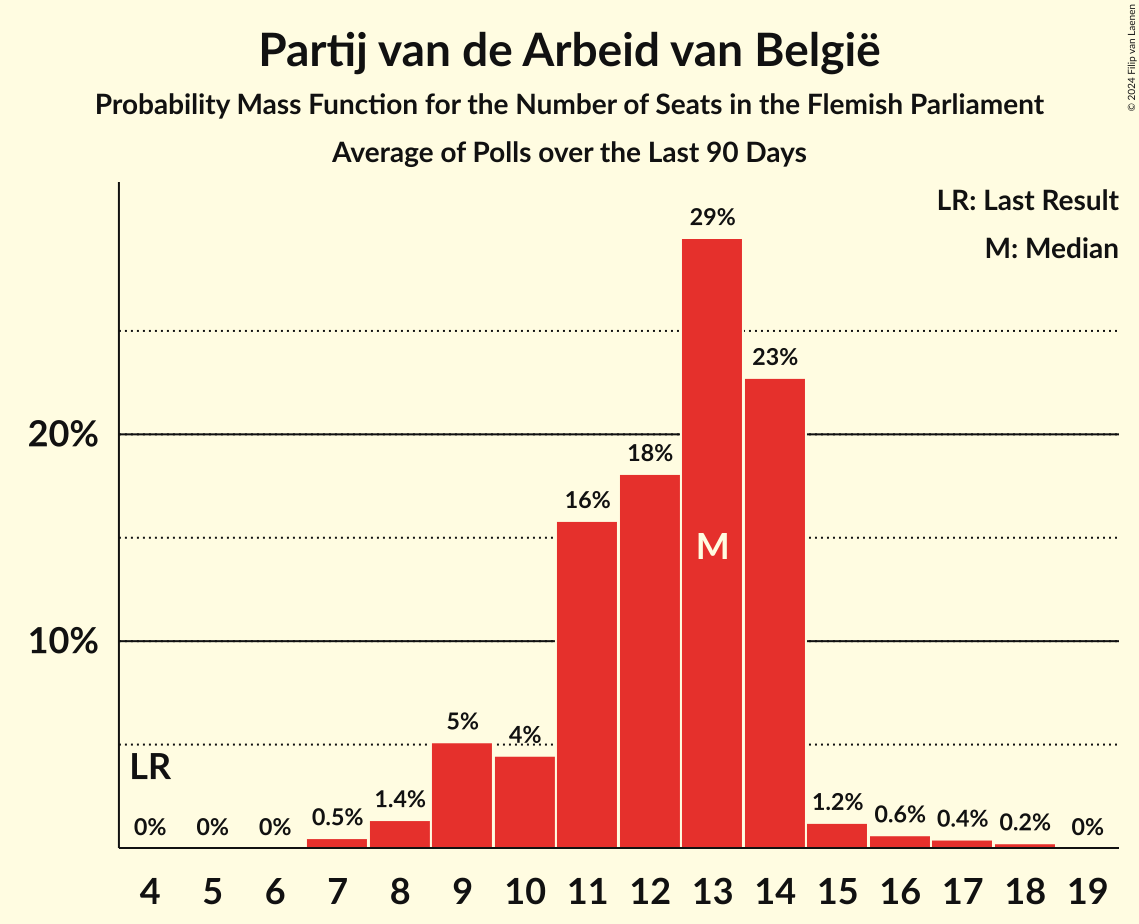 Partij van de Arbeid van België
Probability Mass Function for the Number of Seats in the Flemish Parliament
Average of Polls over the Last 90 Days
© 2024 Filip van Laenen
LR: Last Result
M: Median
29%
23%
20%
18%
16%
M
10%
5%
4%
LR
1.4%
1.2%
0.5%
0.6%
0.4%
0.2%
0% 0% 0% 0%
4 5 6 7 8 9 10 11 12 13 14 15 16 17 18 19